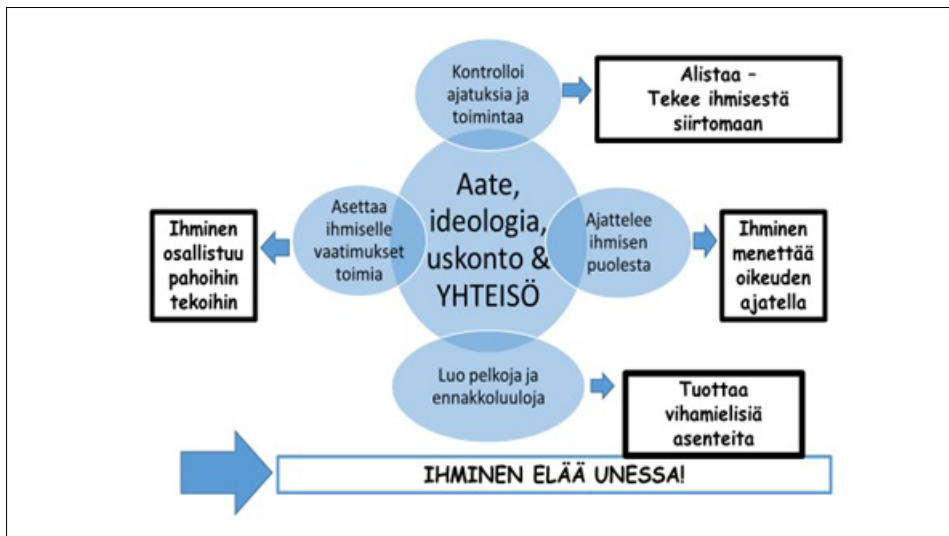 Kontrolloi
ajatuksia ja
toimintaa
Alistaa –
Tekee ihmisestä
siirtomaan
Aate,
ideologia,
uskonto &
YHTEISÖ
Asettaa
ihmiselle
vaatimukset
toimia
Ihminen
osallistuu
pahoihin
tekoihin
Ajattelee
ihmisen
puolesta
Ihminen
menettää
oikeuden
ajatella
Luo pelkoja ja
ennakkoluuloja
Tuottaa
vihamielisiä
asenteita
IHMINEN ELÄÄ UNESSA!